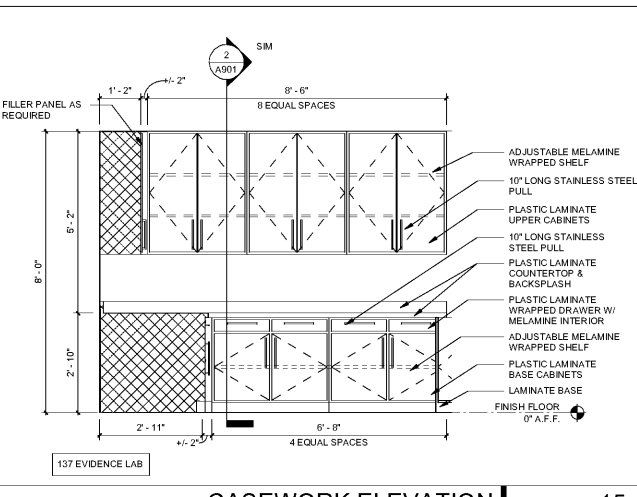 SIM
2
A901
+/- 2"
1' - 2"
8' - 6"
8 EQUAL SPACES
FILLER PANEL AS
REQUIRED
ADJUSTABLE MELAMINE
WRAPPED SHELF
10" LONG STAINLESS STEEL
PULL
PLASTIC LAMINATE
UPPER CABINETS
10" LONG STAINLESS
STEEL PULL
PLASTIC LAMINATE
COUNTERTOP &
BACKSPLASH
PLASTIC LAMINATE
WRAPPED DRAWER W/
MELAMINE INTERIOR
ADJUSTABLE MELAMINE
WRAPPED SHELF
PLASTIC LAMINATE
BASE CABINETS
LAMINATE BASE
FINISH FLOOR
0" A.F.F.
5' - 2"
8' - 0"
2' - 10"
2' - 11"
+/- 2"
6' - 8"
4 EQUAL SPACES
137 EVIDENCE LAB
CASEWORK ELEVATION